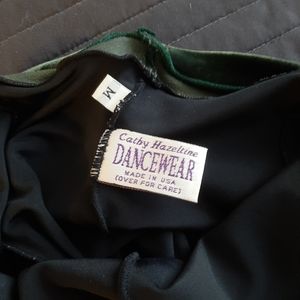 M
Cathy Hazeltine
DANCEWEAR
MADE IN USA
(OVER FOR CARE)